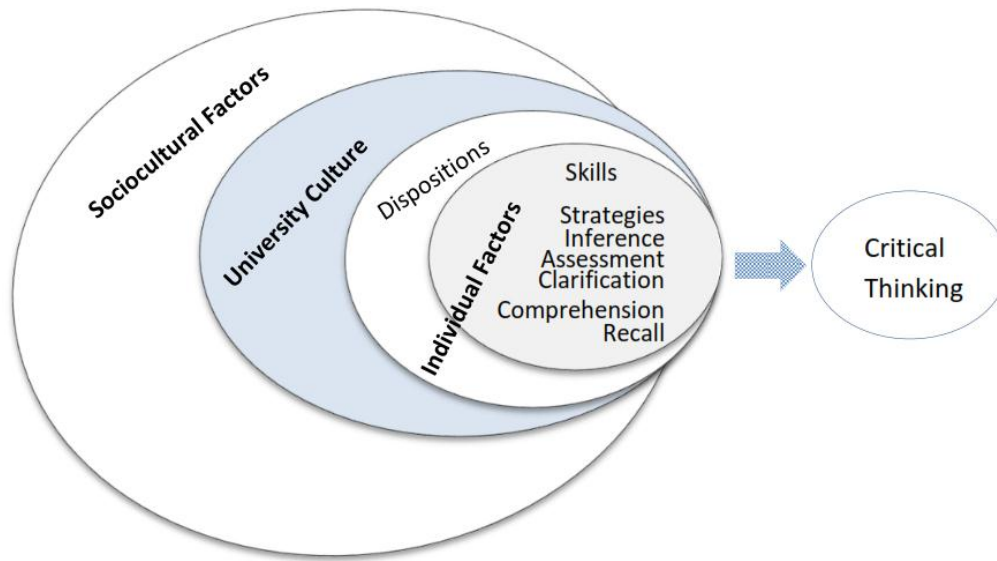 Sociocultural Factors
University Culture
Dispositions
Individual Factors
Skills
Strategies
Inference
Assessment
Clarification
Comprehension
Recall
Critical
Thinking